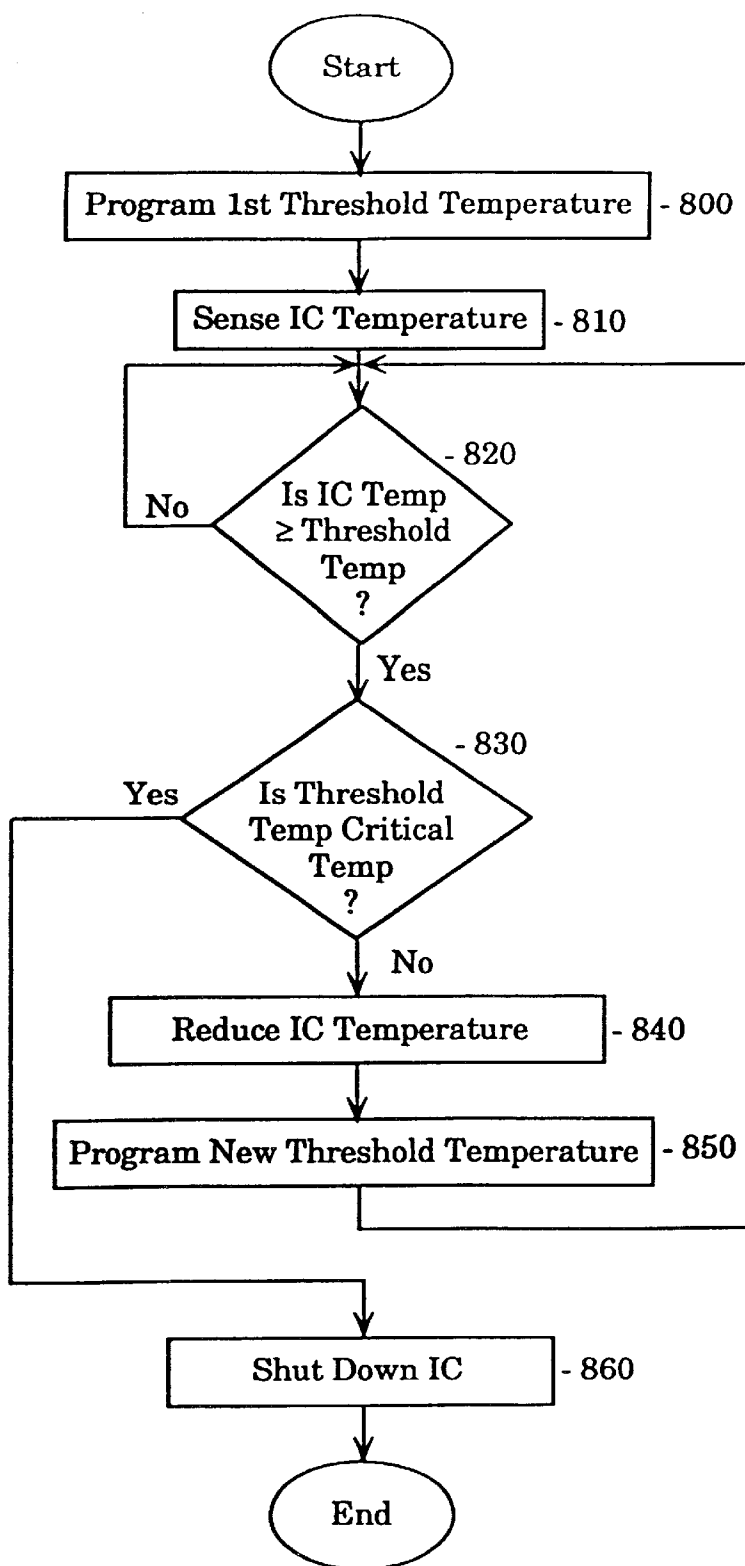 Start
Program 1st Threshold Temperature - 800
Sense IC Temperature - 810
- 820
Is IC Temp
≥ Threshold
Temp
?
No
Yes
- 830
Yes
Is Threshold
Temp Critical
Temp
?
No
Reduce IC Temperature - 840
Program New Threshold Temperature - 850
Shut Down IC - 860
End